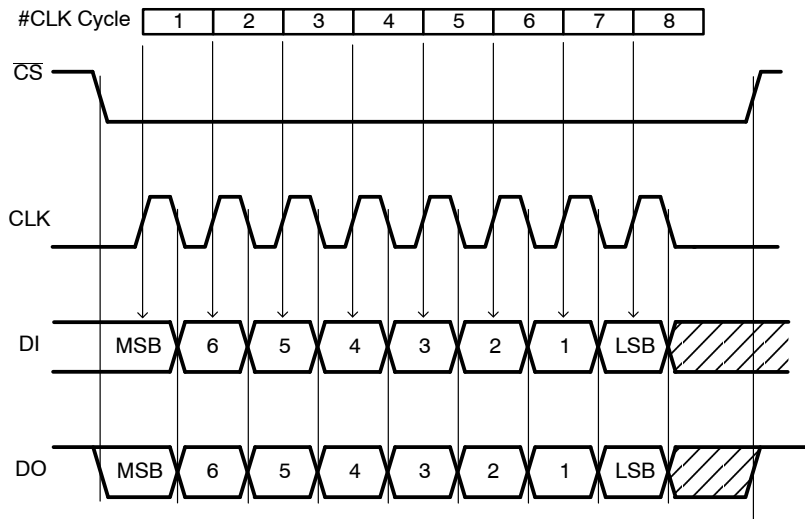 #CLK Cycle 1 2 3 4 5 6 7 8
CS
CLK
DI MSB 6 5 4 3 2 1 LSB
DO MSB 6 5 4 3 2 1 LSB